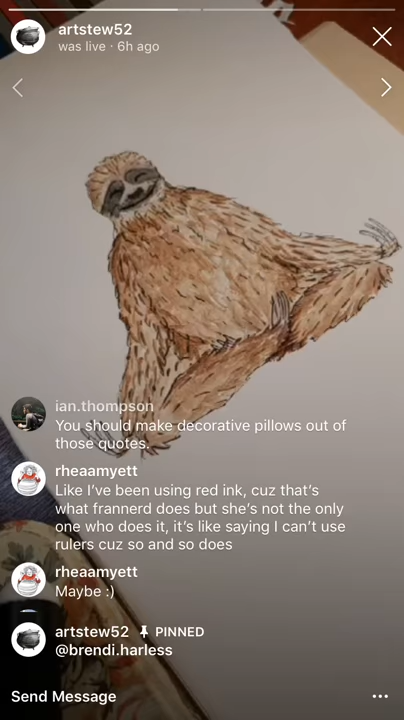 artstew52
was live · 6h ago
ian.thompson
You should make decorative pillows out of
those quotes.
rheaamyett
Like I've been using red ink, cuz that's
what frannerd does but she's not the only
one who does it, it's like saying I can't use
rulers cuz so and so does
rheaamyett
Maybe :)
artstew52 PINNED
@brendi.harless
Send Message